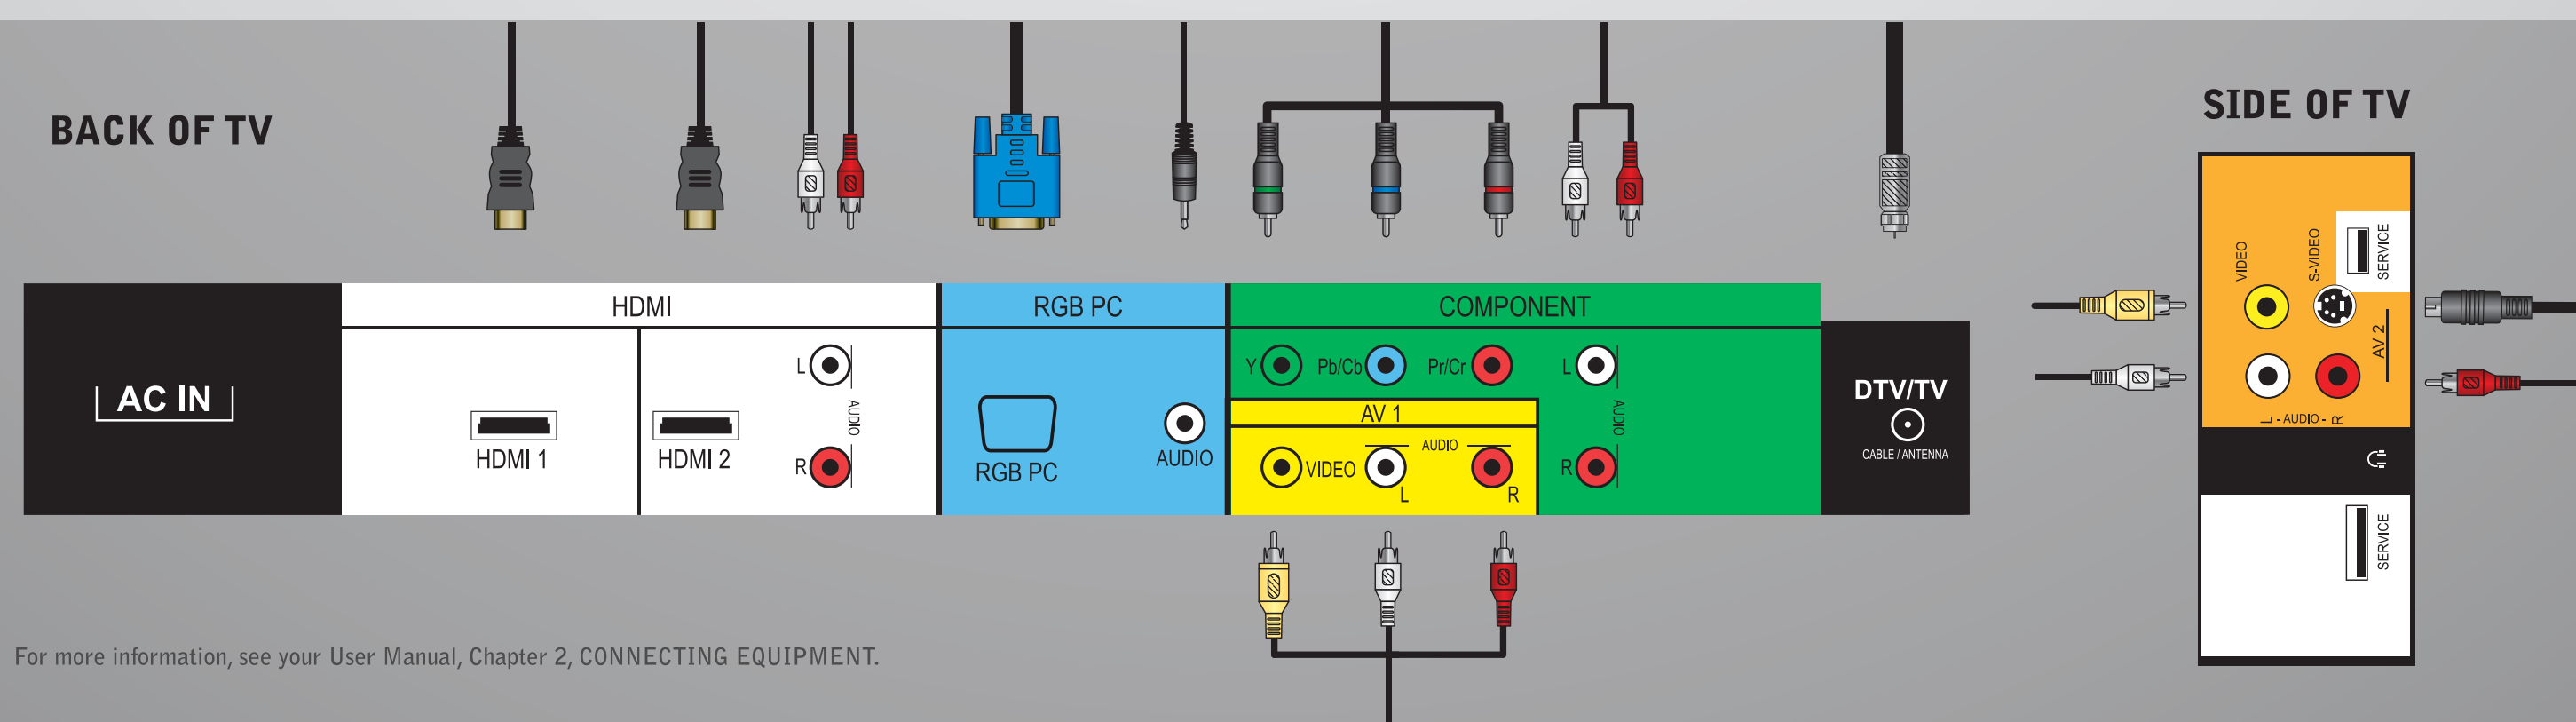 BACK OF TV
SIDE OF TV
AC IN
HDMI
HDMI 1
HDMI 2
L
AUDIO
R
RGB PC
RGB PC
AUDIO
COMPONENT
Y
Pb/Cb
Pr/Cr
L
AUDIO
R
AV 1
VIDEO
AUDIO
L
R
DTV/TV
CABLE / ANTENNA
VIDEO
S-VIDEO
SERVICE
AV 2
L - AUDIO - R
SERVICE
For more information, see your User Manual, Chapter 2, CONNECTING EQUIPMENT.